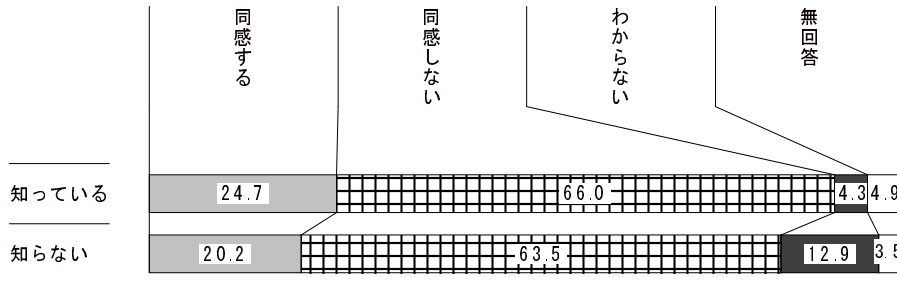 同感する
同感しない
わからない
無回答
知っている
24.7
66.0
4.3
4.9
知らない
20.2
63.5
12.9
3.5